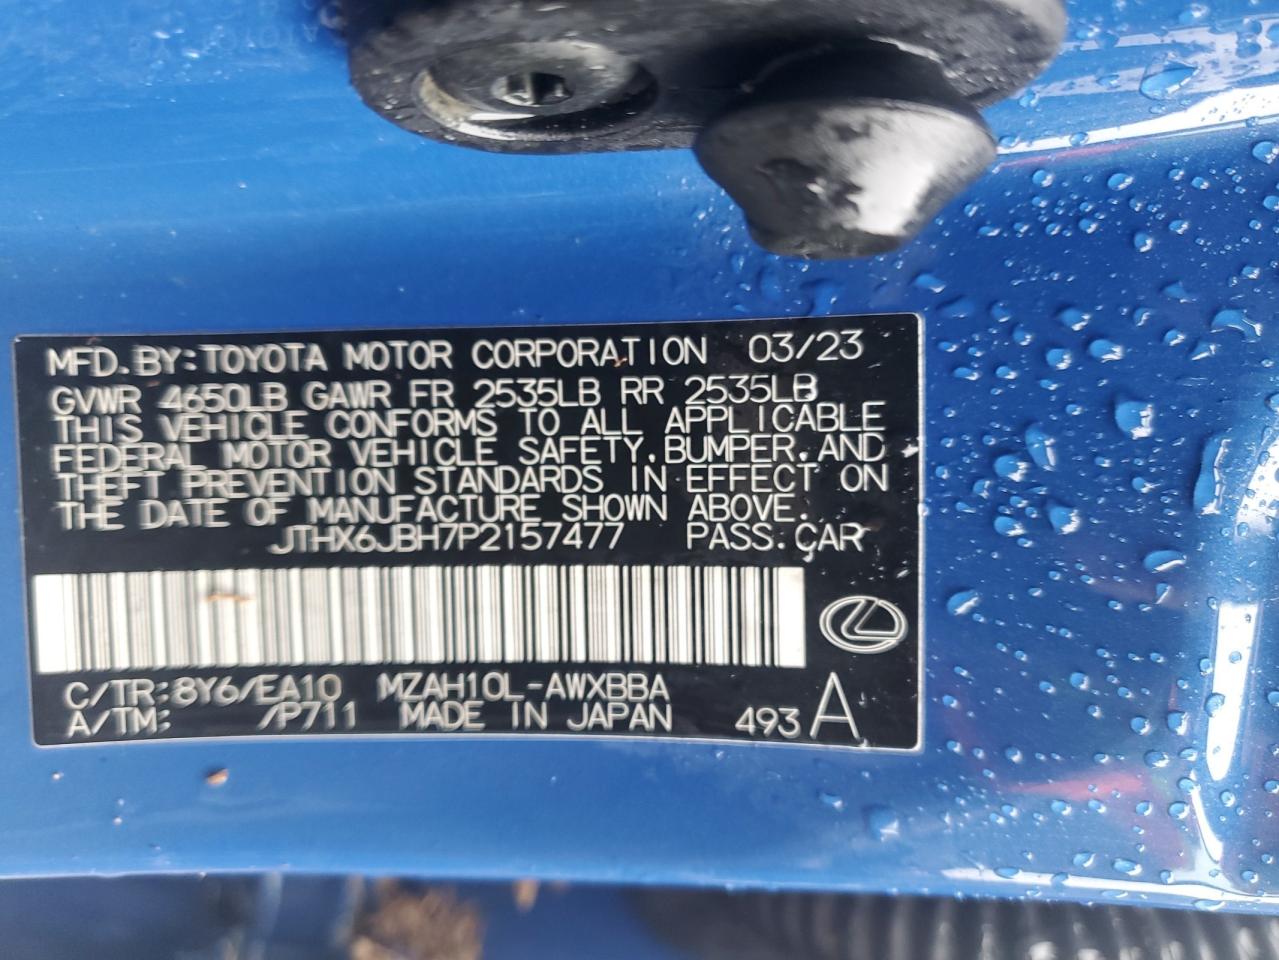 MFD. BY: TOYOTA MOTOR CORPORATION 03/23
GVWR 4650LB GAWR FR 2535LB RR 2535LB
THIS VEHICLE CONFORMS TO ALL APPLICABLE
FEDERAL MOTOR VEHICLE SAFETY, BUMPER, AND
THEFT PREVENTION STANDARDS IN EFFECT ON
THE DATE OF MANUFACTURE SHOWN ABOVE.
JTHX6JBH7P2157477 PASS. CAR
C/TR: 8Y6/EA10 MZAH10L-AWXBBA
A/TM: /P711 MADE IN JAPAN 493 A